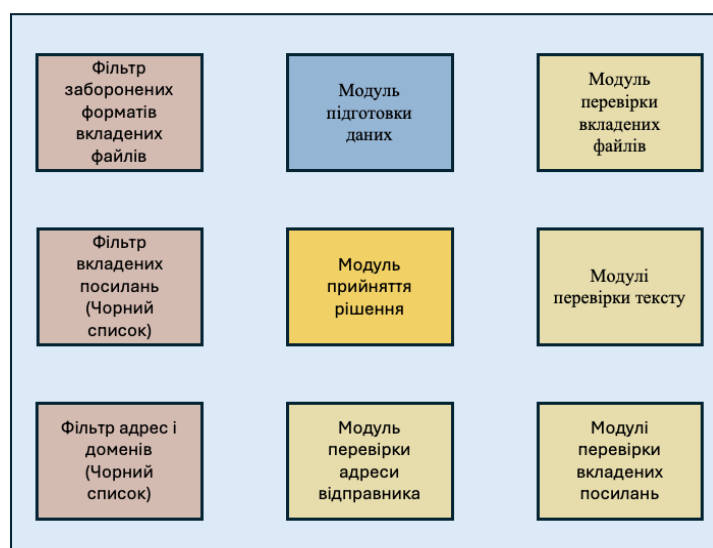 Фільтр
заборонених
форматів
вкладених
файлів
Модуль
підготовки
даних
Модуль
перевірки
вкладених
файлів
Фільтр
вкладених
посилань
(Чорний
список)
Модуль
прийняття
рішення
Модулі
перевірки тексту
Фільтр адрес і
доменів
(Чорний
список)
Модуль
перевірки
адреси
відправника
Модулі
перевірки
вкладених
посилань